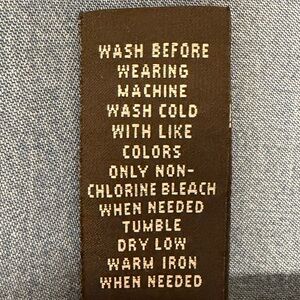 WASH BEFORE
WEARING
MACHINE
WASH COLD
WITH LIKE
COLORS
ONLY NON-
CHLORINE BLEACH
WHEN NEEDED
TUMBLE
DRY LOW
WARM IRON
WHEN NEEDED